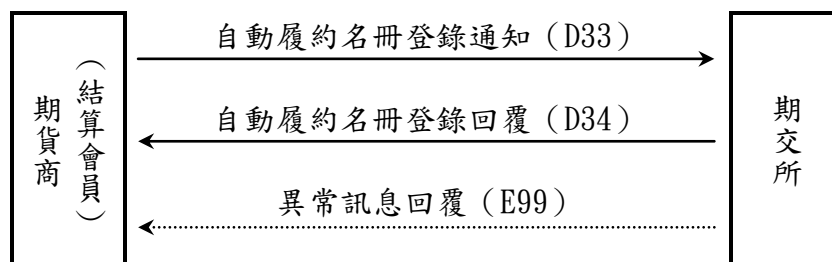 期貨商
（結算會員）
自動履約名冊登錄通知（D33）
自動履約名冊登錄回覆（D34）
異常訊息回覆（E99）
期交所